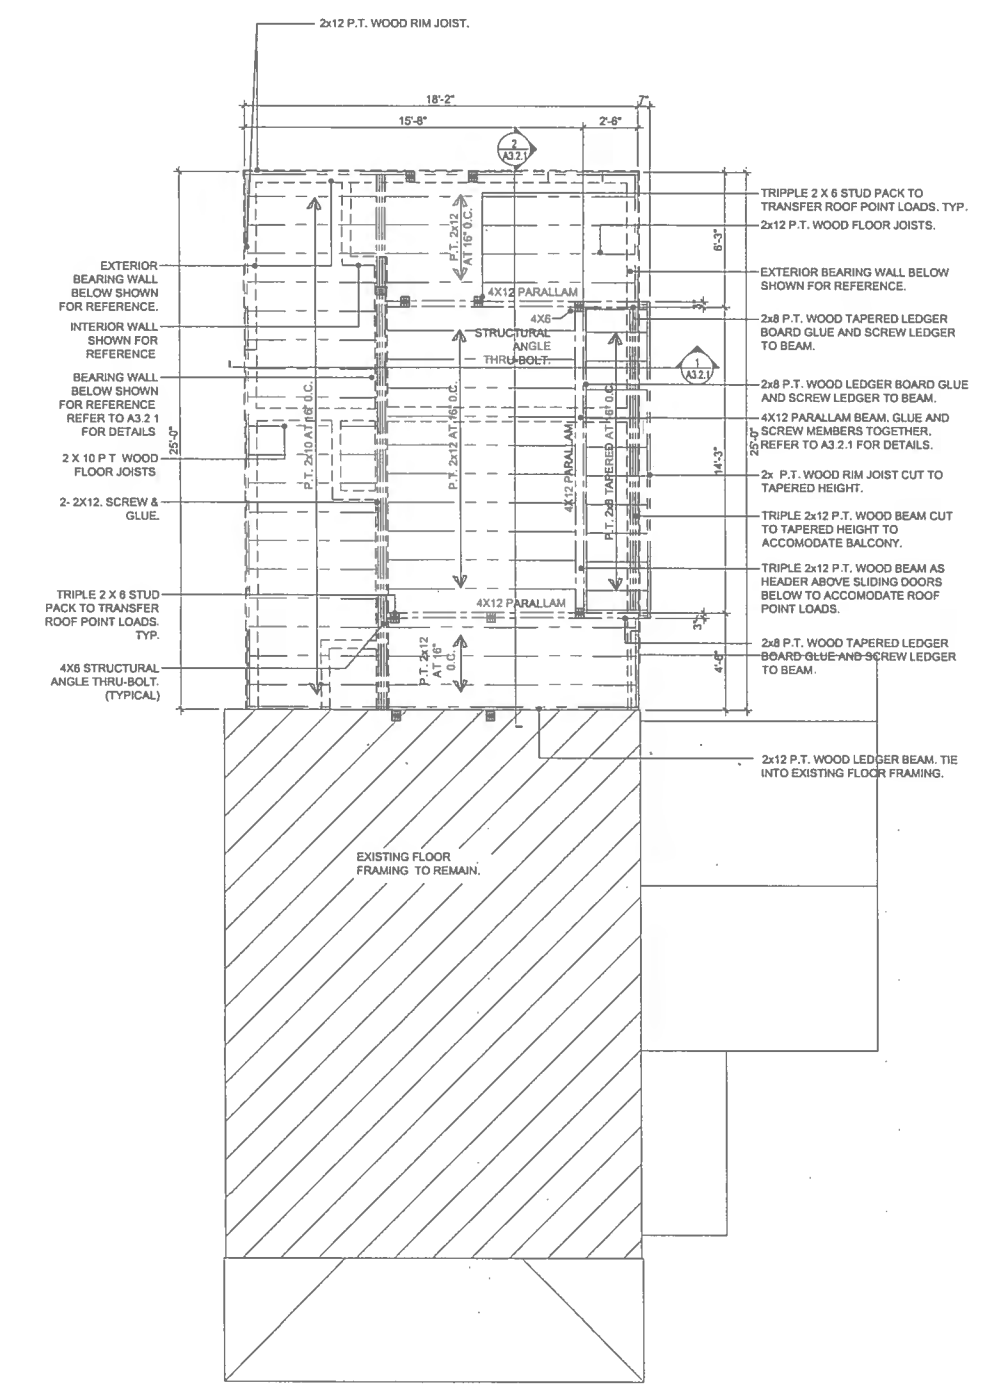 2x12 P.T. WOOD RIM JOIST.
18'-2"
7"
15'-8"
2'-6"
2
A3.2.1
TRIPPLE 2 X 6 STUD PACK TO
TRANSFER ROOF POINT LOADS. TYP.
2x12 P.T. WOOD FLOOR JOISTS.
6'-3"
P.T. 2x12
AT 16" O.C.
EXTERIOR
BEARING WALL
BELOW SHOWN
FOR REFERENCE.
EXTERIOR BEARING WALL BELOW
SHOWN FOR REFERENCE.
4X12 PARALLAM
3"
4X6
STRUCTURAL
ANGLE
THRU-BOLT.
INTERIOR WALL
SHOWN FOR
REFERENCE
2x8 P.T. WOOD TAPERED LEDGER
BOARD GLUE AND SCREW LEDGER
TO BEAM.
1
A3.2.1
BEARING WALL
BELOW SHOWN
FOR REFERENCE
REFER TO A3.2 1
FOR DETAILS
2x8 P.T. WOOD LEDGER BOARD GLUE
AND SCREW LEDGER TO BEAM.
4X12 PARALLAM BEAM. GLUE AND
SCREW MEMBERS TOGETHER.
REFER TO A3.2.1 FOR DETAILS.
25'-0"
P.T. 2x10 AT 16" O.C.
P.T. 2x12 AT 16" O.C.
4X12 PARALLAM
P.T. 2x8 TAPERED AT 16" O.C.
14'-3"
25'-0"
2 X 10 P T WOOD
FLOOR JOISTS
2x P.T. WOOD RIM JOIST CUT TO
TAPERED HEIGHT.
2- 2X12. SCREW &
GLUE.
TRIPLE 2x12 P.T. WOOD BEAM CUT
TO TAPERED HEIGHT TO
ACCOMODATE BALCONY.
TRIPLE 2x12 P.T. WOOD BEAM AS
HEADER ABOVE SLIDING DOORS
BELOW TO ACCOMODATE ROOF
POINT LOADS.
TRIPLE 2 X 6 STUD
PACK TO TRANSFER
ROOF POINT LOADS.
TYP.
4X12 PARALLAM
3"
P.T. 2x12
AT 16"
O.C.
4'-6"
2x8 P.T. WOOD TAPERED LEDGER
BOARD GLUE AND SCREW LEDGER
TO BEAM.
4X6 STRUCTURAL
ANGLE THRU-BOLT.
(TYPICAL)
2x12 P.T. WOOD LEDGER BEAM. TIE
INTO EXISTING FLOOR FRAMING.
EXISTING FLOOR
FRAMING TO REMAIN.